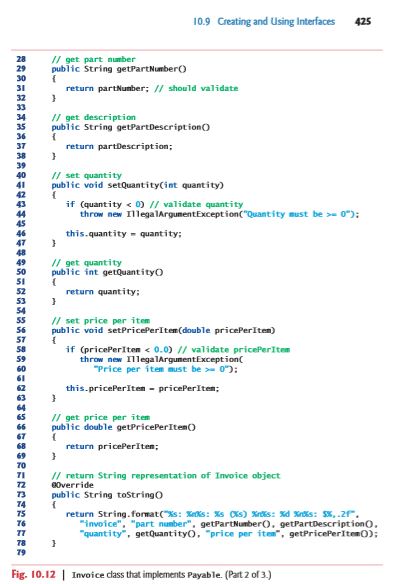 10.9 Creating and Using Interfaces 425
28 // get part number
29 public String getPartNumber()
30 {
31 return partNumber; // should validate
32 }
33
34 // get description
35 public String getPartDescription()
36 {
37 return partDescription;
38 }
39
40 // set quantity
41 public void setQuantity(int quantity)
42 {
43 if (quantity < 0) // validate quantity
44 throw new IllegalArgumentException("Quantity must be >= 0");
45
46 this.quantity = quantity;
47 }
48
49 // get quantity
50 public int getQuantity()
51 {
52 return quantity;
53 }
54
55 // set price per item
56 public void setPricePerItem(double pricePerItem)
57 {
58 if (pricePerItem < 0.0) // validate pricePerItem
59 throw new IllegalArgumentException(
60 "Price per item must be >= 0");
61
62 this.pricePerItem = pricePerItem;
63 }
64
65 // get price per item
66 public double getPricePerItem()
67 {
68 return pricePerItem;
69 }
70
71 // return String representation of Invoice object
72 @Override
73 public String toString()
74 {
75 return String.format("%s: %n%s: %s (%s) %n%s: %d %n%s: $%,.2f",
76 "invoice", "part number", getPartNumber(), getPartDescription(),
77 "quantity", getQuantity(), "price per item", getPricePerItem());
78 }
79
Fig. 10.12 | Invoice class that implements Payable. (Part 2 of 3.)